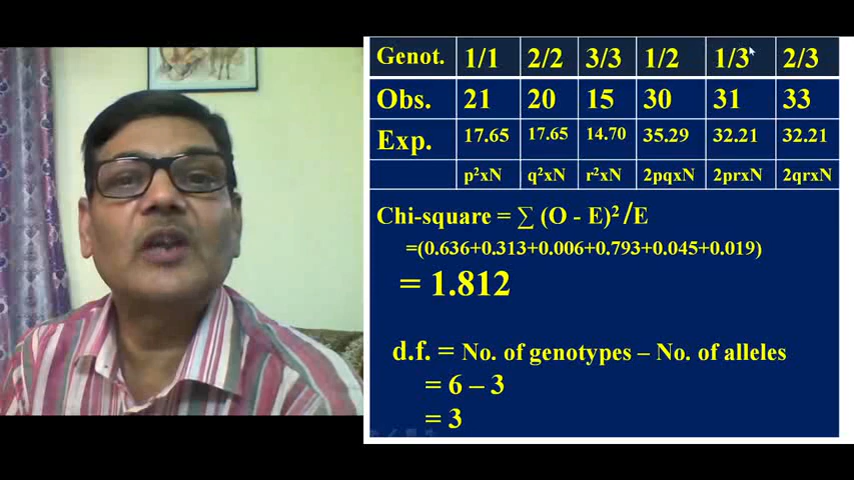 Genot. 1/1 2/2 3/3 1/2 1/3 2/3
Obs. 21 20 15 30 31 33
Exp. 17.65 17.65 14.70 35.29 32.21 32.21
p²xN q²xN r²xN 2pqxN 2prxN 2qrxN
Chi-square = ∑ (O - E)² /E
=(0.636+0.313+0.006+0.793+0.045+0.019)
= 1.812
d.f. = No. of genotypes – No. of alleles
= 6 – 3
= 3